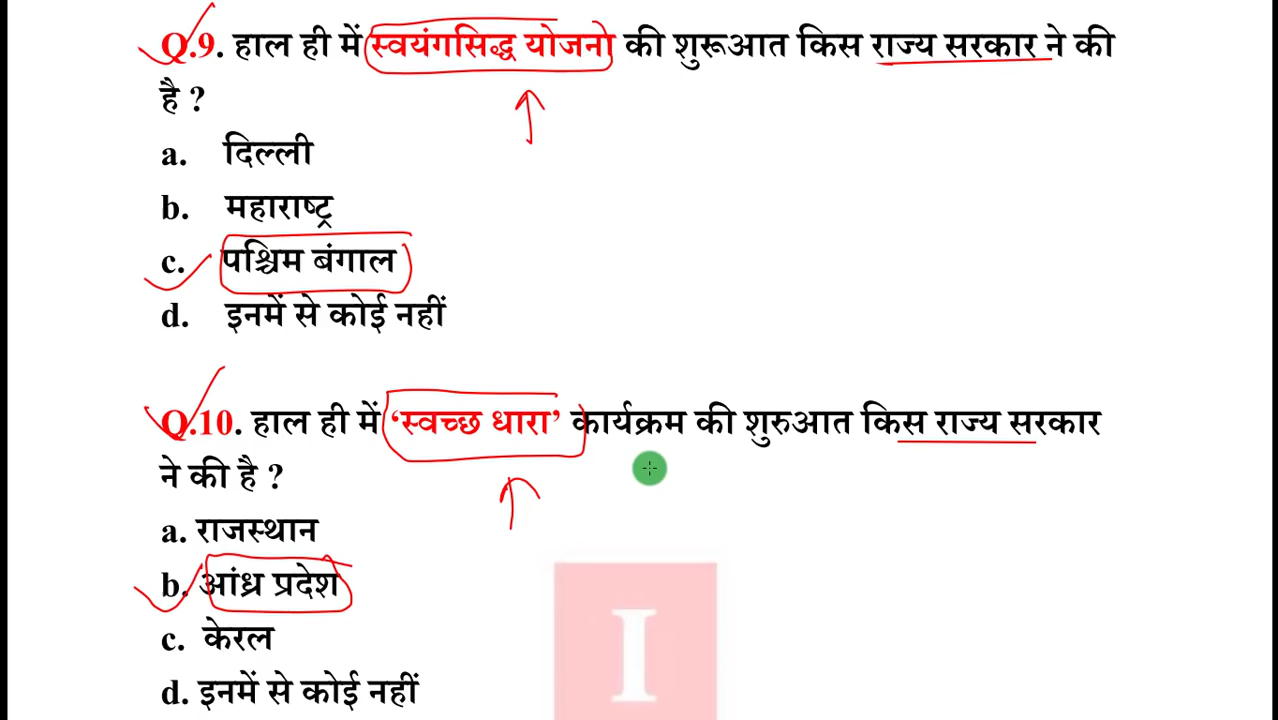 Q.9. हाल ही में स्वयंगसिद्ध योजना की शुरूआत किस राज्य सरकार ने की
है ?
a. दिल्ली
b. महाराष्ट्र
c. पश्चिम बंगाल
d. इनमें से कोई नहीं
Q.10. हाल ही में ‘स्वच्छ धारा’ कार्यक्रम की शुरुआत किस राज्य सरकार
ने की है ?
a. राजस्थान
b. आंध्र प्रदेश
c. केरल
d. इनमें से कोई नहीं
I